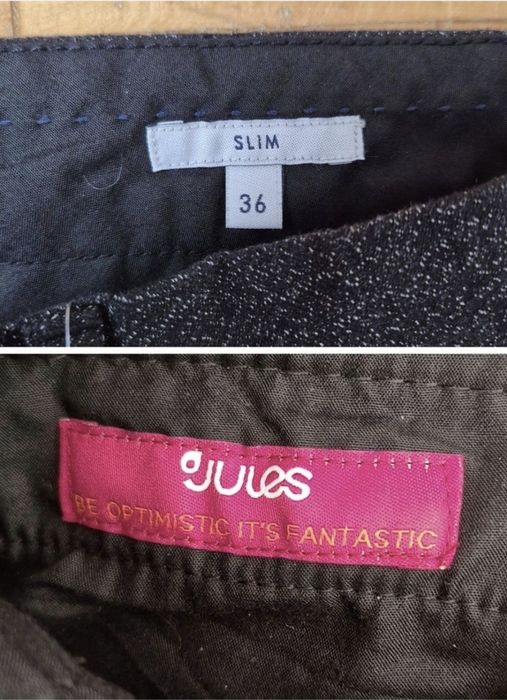 SLIM
36
Jules
BE OPTIMISTIC IT'S FANTASTIC